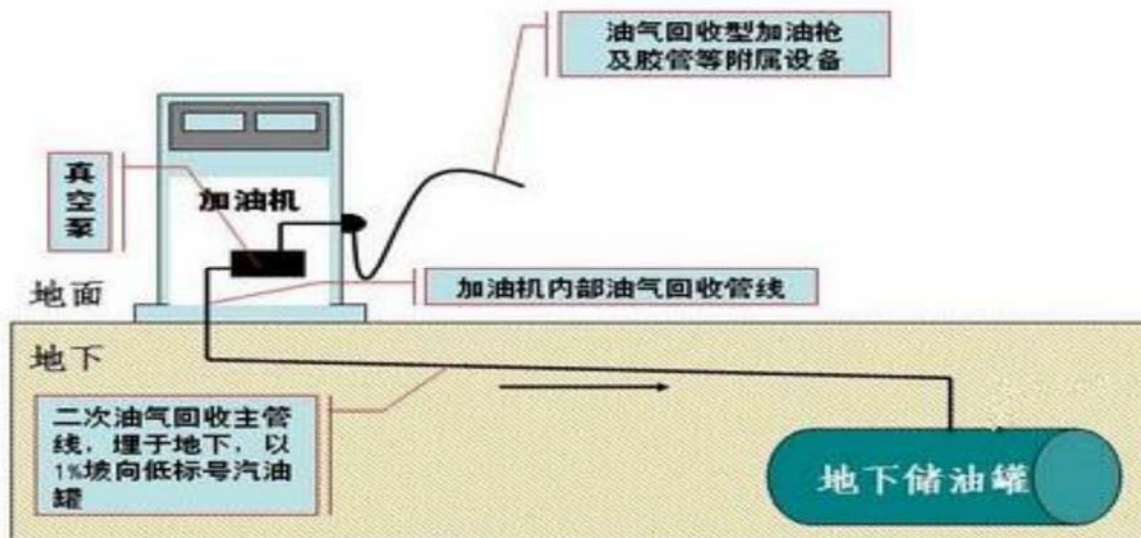 油气回收型加油枪
及胶管等附属设备
真
空
泵
加油机
加油机内部油气回收管线
地面
地下
二次油气回收主管
线，埋于地下，以
1%坡向低标号汽油
罐
地下储油罐